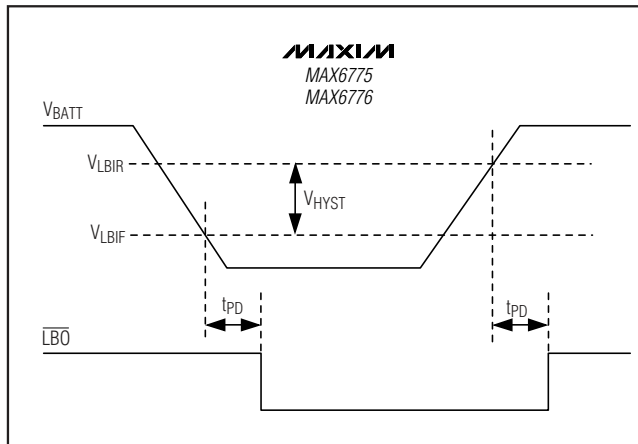 MAXIM
MAX6775
MAX6776
VBATT
VLBIR
VHYST
VLBIF
tPD
tPD
LBO